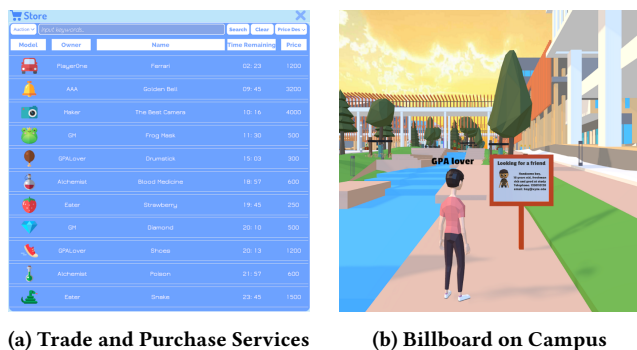 Store
Auction Input keywords.. Search Clear Price Dec
Model Owner Name Time Remaining Price
PlayerOne Ferrari 02: 23 1200
AAA Golden Bell 09: 45 3200
Maker The Best Camera 10: 16 4000
GM Frog Mask 11: 30 500
GPALover Drumstick 15: 03 300
Alchemist Blood Medicine 18: 57 600
Eater Strawberry 19: 45 250
GM Diamond 20: 10 500
GPALover Shoes 20: 13 1200
Alchemist Poison 21: 57 600
Eater Snake 23: 45 1500
(a) Trade and Purchase Services
GPA lover
Looking for a friend
(b) Billboard on Campus